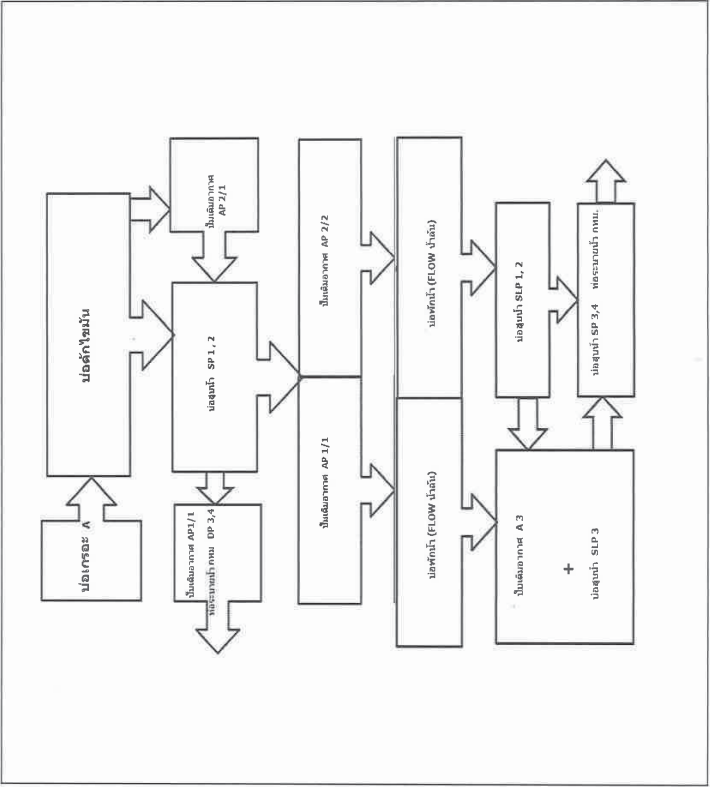 บ่อเกรอะ A
บ่อดักไขมัน
ปั๊มเติมอากาศ
AP 2/1
บ่อสูบน้ำ SP 1, 2
ปั๊มเติมอากาศ AP1/1
ท่อระบายน้ำ กทม DP 3,4
ปั๊มเติมอากาศ AP 1/1
ปั๊มเติมอากาศ AP 2/2
บ่อพักน้ำ (FLOW น้ำล้น)
บ่อพักน้ำ (FLOW น้ำล้น)
ปั๊มเติมอากาศ A 3
+
บ่อสูบน้ำ SLP 3
บ่อสูบน้ำ SLP 1, 2
บ่อสูบน้ำ SP 3,4 ท่อระบายน้ำ กทม.